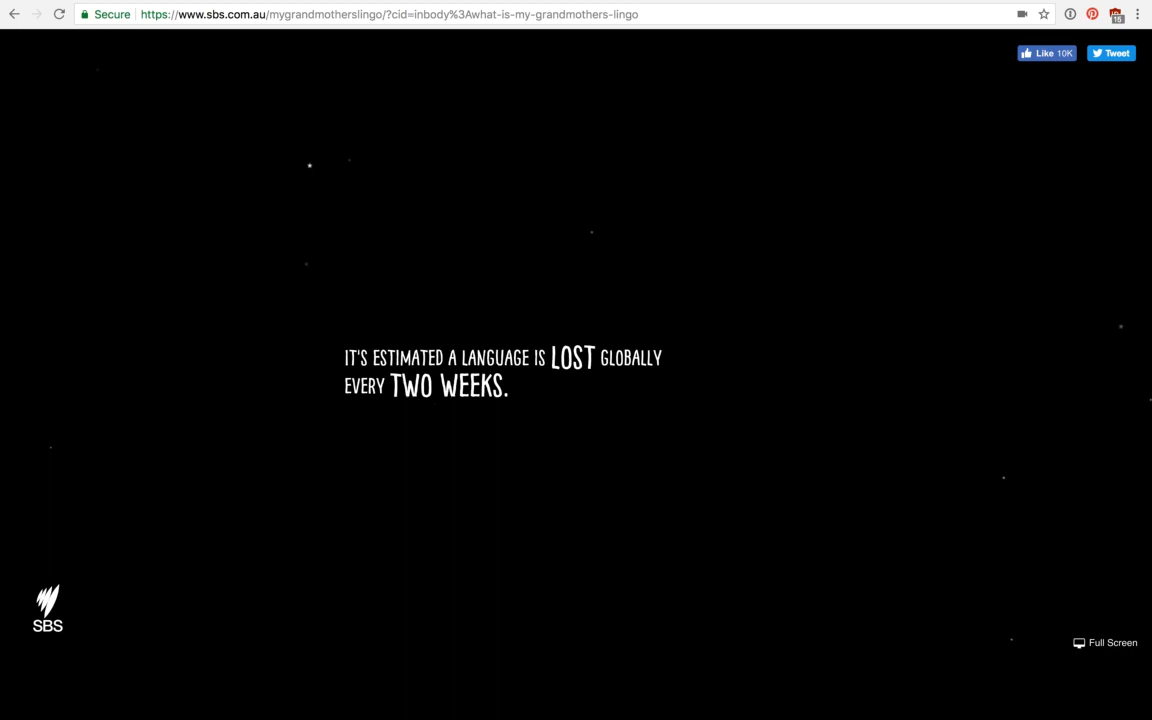 Secure https://www.sbs.com.au/mygrandmotherslingo/?cid=inbody%3Awhat-is-my-grandmothers-lingo
15
Like 10K Tweet
IT'S ESTIMATED A LANGUAGE IS LOST GLOBALLY
EVERY TWO WEEKS.
SBS
Full Screen